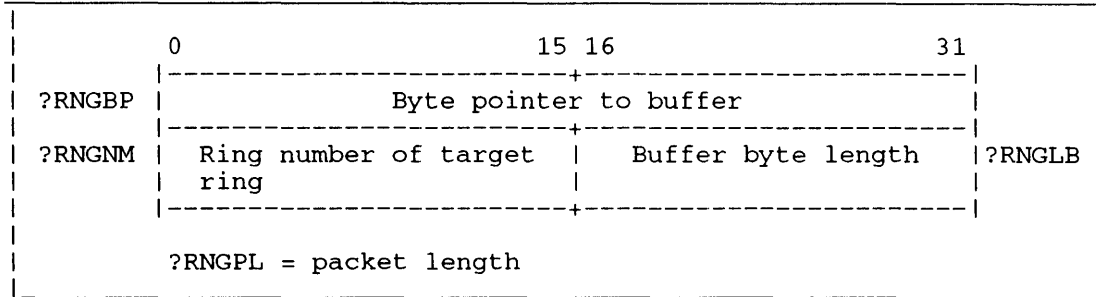 0 15 16 31
?RNGBP Byte pointer to buffer
?RNGNM Ring number of target Buffer byte length ?RNGLB
ring
?RNGPL = packet length